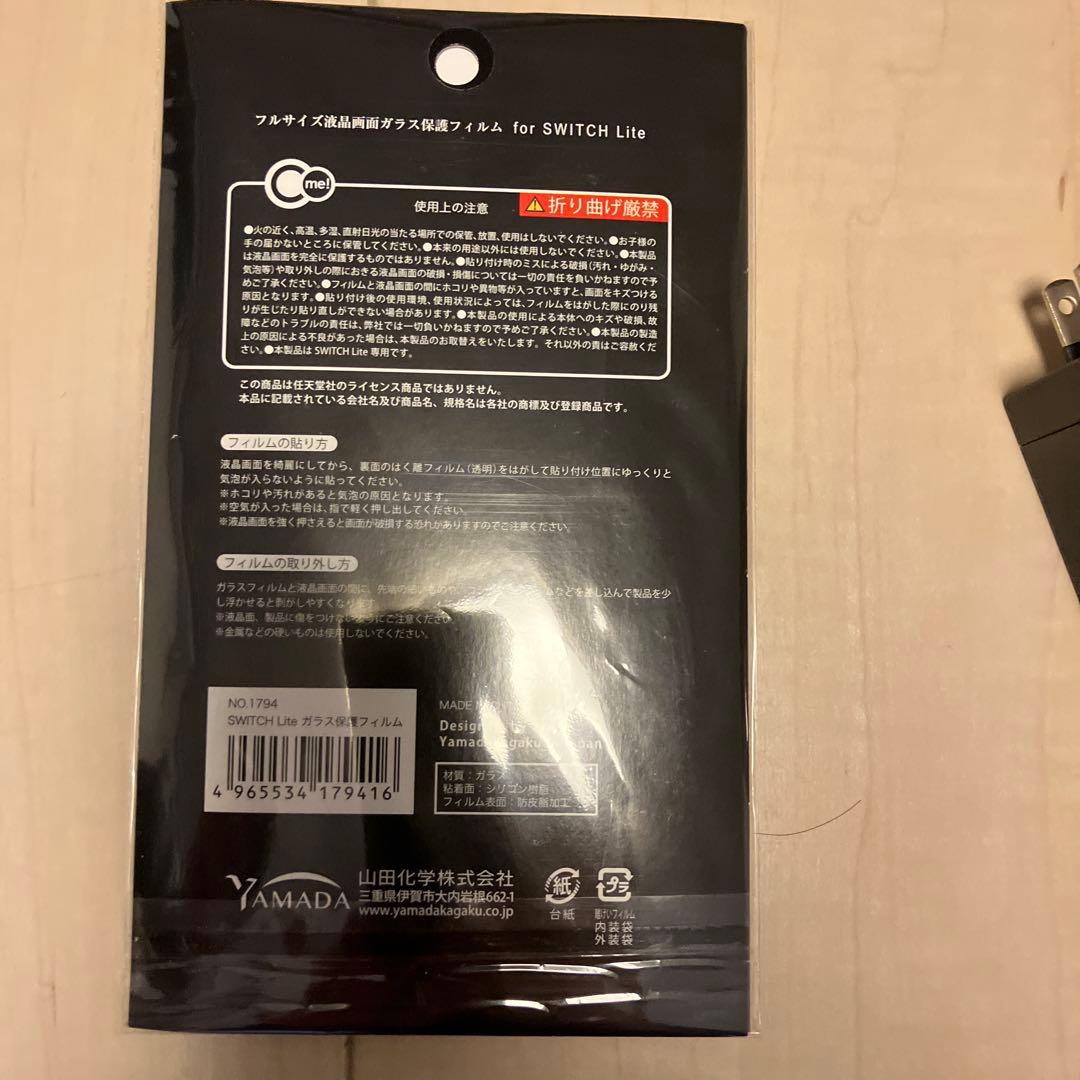 フルサイズ液晶画面ガラス保護フィルム for SWITCH Lite
C me!
使用上の注意
折り曲げ厳禁
●火の近く、高温、多湿、直射日光の当たる場所での保管、放置、使用はしないでください。●お子様の
手の届かないところに保管してください。●本来の用途以外には使用しないでください。●本製品
は液晶画面を完全に保護するものではありません。●貼り付け時のミスによる破損(汚れ・ゆがみ・
気泡等)や取り外しの際におきる液晶画面の破損・損傷については一切の責任を負いかねますので予
めご了承ください。●フィルムと液晶画面の間にホコリや異物等が入っていますと、画面をキズつける
原因となります。●貼り付け後の使用環境、使用状況によっては、フィルムをはがした際にのり残
りが生じたり貼り直しができない場合があります。●本製品の使用による本体へのキズや破損、故
障などのトラブルの責任は、弊社では一切負いかねますので予めご了承ください。●本製品の製造
上の原因による不良があった場合は、本製品のお取替えをいたします。それ以外の責はご容赦くだ
さい。●本製品は SWITCH Lite 専用です。
この商品は任天堂社のライセンス商品ではありません。
本品に記載されている会社名及び商品名、規格名は各社の商標及び登録商品です。
フィルムの貼り方
液晶画面を綺麗にしてから、裏面のはく離フィルム(透明)をはがして貼り付け位置にゆっくりと
気泡が入らないように貼ってください。
※ホコリや汚れがあると気泡の原因となります。
※空気が入った場合は、指で軽く押し出してください。
※液晶画面を強く押さえると画面が破損する恐れがありますのでご注意ください。
フィルムの取り外し方
ガラスフィルムと液晶画面の間に、先端の細いものや、 などを差し込んで製品を少
し浮かせると剥がしやすくなります。
※液晶面、製品に傷をつけないようにご注意ください。
※金属などの硬いものは使用しないでください。
NO.1794
SWITCH Lite ガラス保護フィルム
4 965534 179416
MADE IN
Designed by
Yamadakagaku Japan
材質:ガラス
粘着面:シリコン樹脂
フィルム表面:防皮脂加工
YAMADA
山田化学株式会社
三重県伊賀市大内岩根662-1
www.yamadakagaku.co.jp
紙
台紙
プラ
内装袋
外装袋